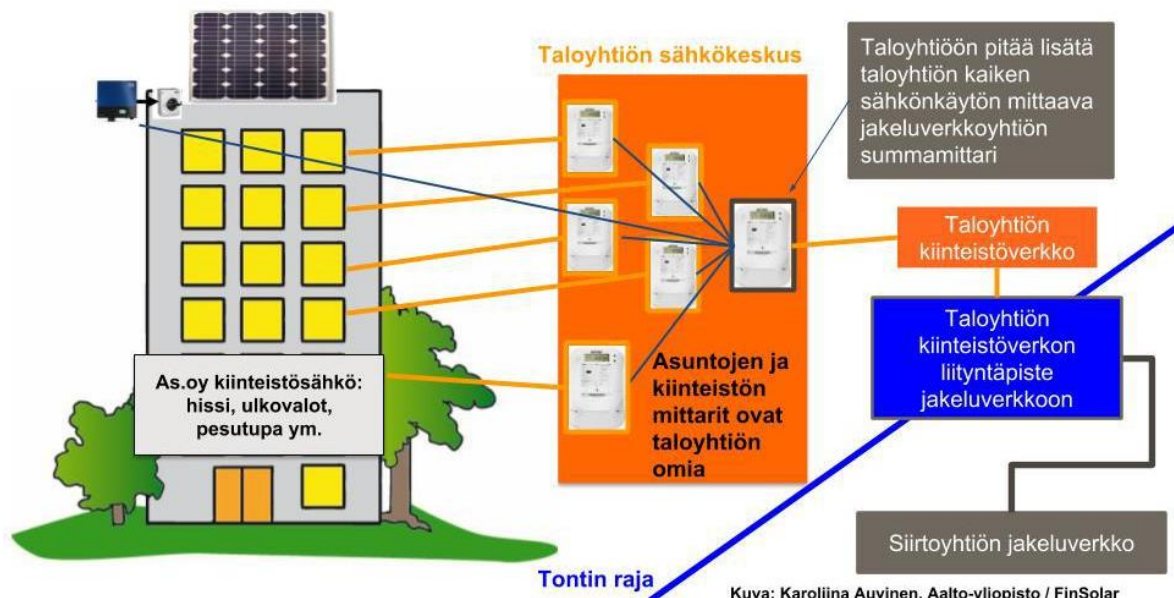 Taloyhtiön sähkökeskus
Taloyhtiöön pitää lisätä
taloyhtiön kaiken
sähkönkäytön mittaava
jakeluverkkoyhtiön
summamittari
Taloyhtiön
kiinteistöverkko
Taloyhtiön
kiinteistöverkon
liityntäpiste
jakeluverkkoon
As.oy kiinteistösähkö:
hissi, ulkovalot,
pesutupa ym.
Asuntojen ja
kiinteistön
mittarit ovat
taloyhtiön
omia
Siirtoyhtiön jakeluverkko
Tontin raja
Kuva: Karoliina Auvinen, Aalto-yliopisto / FinSolar